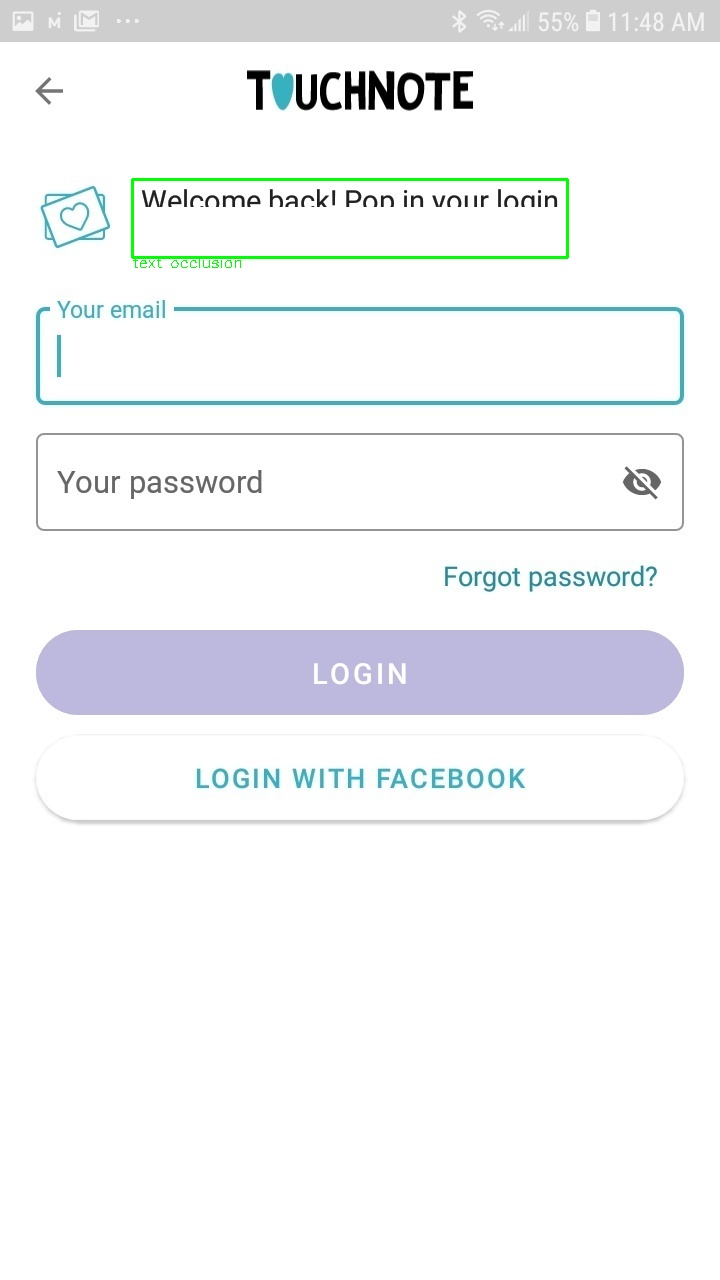 55% 11:48 AM
TOUCHNOTE
Welcome back! Pop in your login
text occlusion
Your email
Your password
Forgot password?
LOGIN
LOGIN WITH FACEBOOK